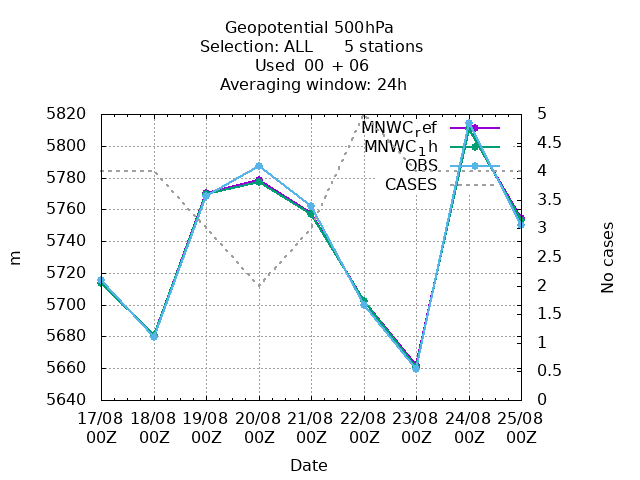 Geopotential 500hPa
Selection: ALL      5 stations
Used  00 + 06
Averaging window: 24h
5820
5800
5780
5760
5740
5720
5700
5680
5660
5640
m
5
4.5
4
3.5
3
2.5
2
1.5
1
0.5
0
No cases
MNWC_ref
MNWC_1h
OBS
CASES
17/08 18/08 19/08 20/08 21/08 22/08 23/08 24/08 25/08
00Z 00Z 00Z 00Z 00Z 00Z 00Z 00Z 00Z
Date